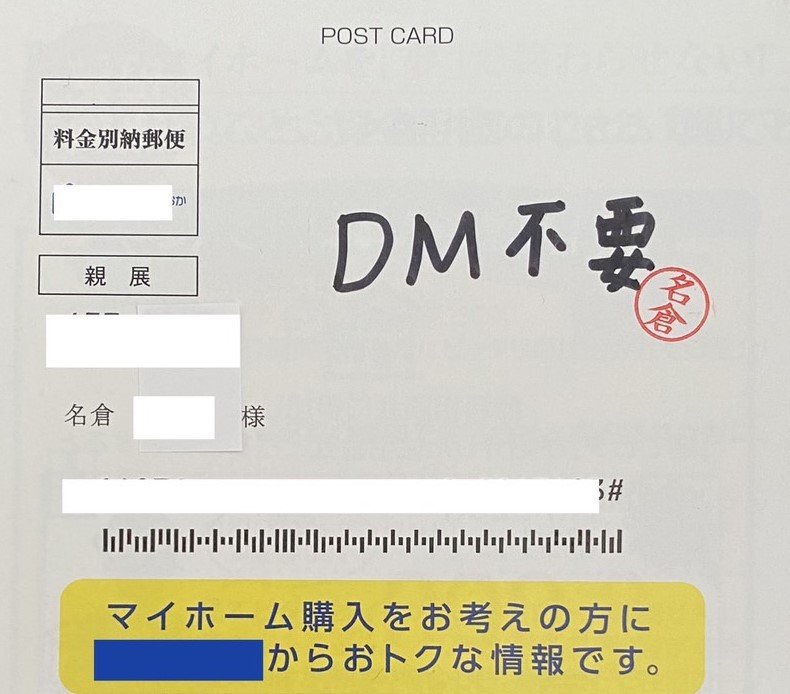 POST CARD
料金別納郵便
か
親展
DM不要
名倉
名倉 様
#
マイホーム購入をお考えの方に
からおトクな情報です。